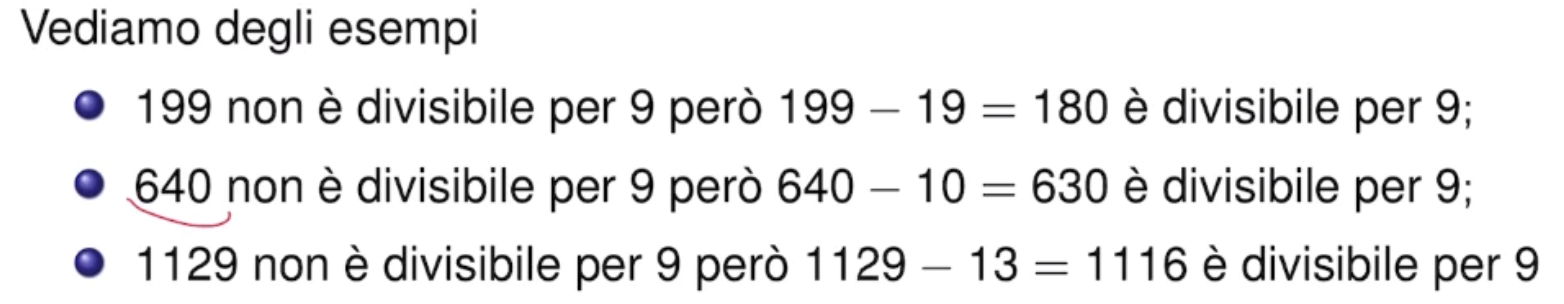 Vediamo degli esempi
199 non è divisibile per 9 però 199 − 19 = 180 è divisibile per 9;
640 non è divisibile per 9 però 640 − 10 = 630 è divisibile per 9;
1129 non è divisibile per 9 però 1129 − 13 = 1116 è divisibile per 9